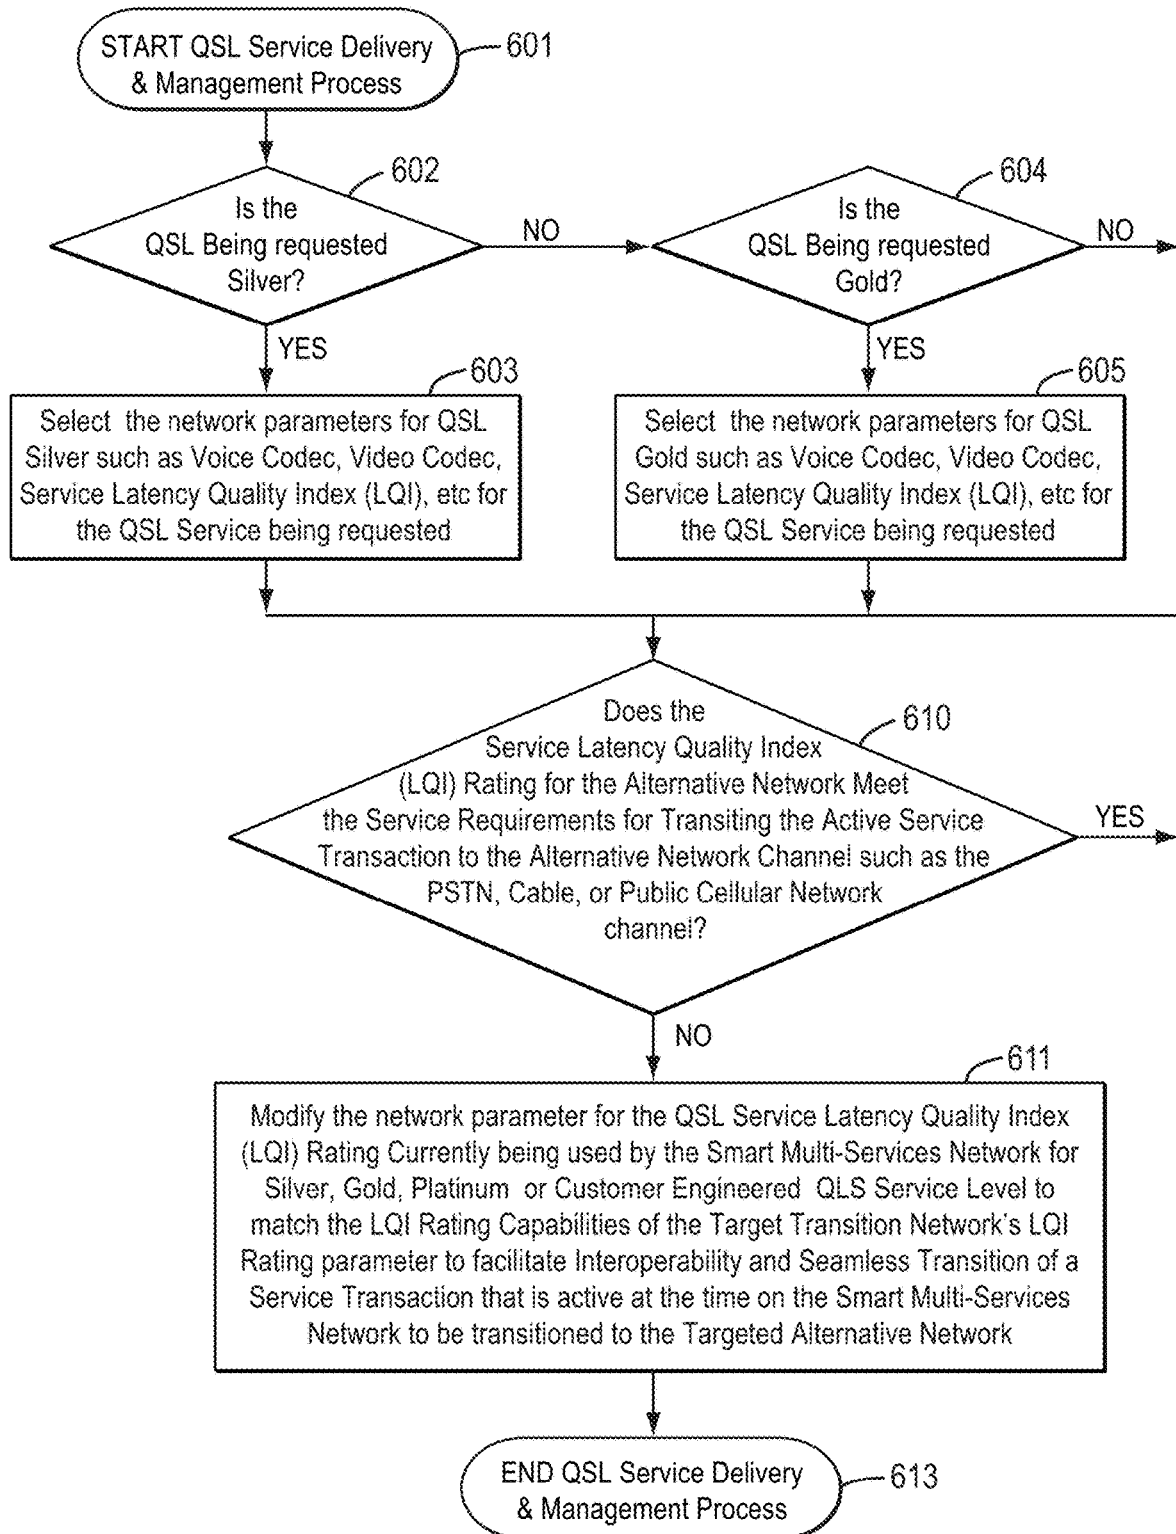 START QSL Service Delivery
& Management Process
601
602
Is the
QSL Being requested
Silver?
NO
604
Is the
QSL Being requested
Gold?
NO
YES
603
Select the network parameters for QSL
Silver such as Voice Codec, Video Codec,
Service Latency Quality Index (LQI), etc for
the QSL Service being requested
YES
605
Select the network parameters for QSL
Gold such as Voice Codec, Video Codec,
Service Latency Quality Index (LQI), etc for
the QSL Service being requested
610
Does the
Service Latency Quality Index
(LQI) Rating for the Alternative Network Meet
the Service Requirements for Transiting the Active Service
Transaction to the Alternative Network Channel such as the
PSTN, Cable, or Public Cellular Network
channel?
YES
NO
611
Modify the network parameter for the QSL Service Latency Quality Index
(LQI) Rating Currently being used by the Smart Multi-Services Network for
Silver, Gold, Platinum or Customer Engineered QLS Service Level to
match the LQI Rating Capabilities of the Target Transition Network's LQI
Rating parameter to facilitate Interoperability and Seamless Transition of a
Service Transaction that is active at the time on the Smart Multi-Services
Network to be transitioned to the Targeted Alternative Network
END QSL Service Delivery
& Management Process
613